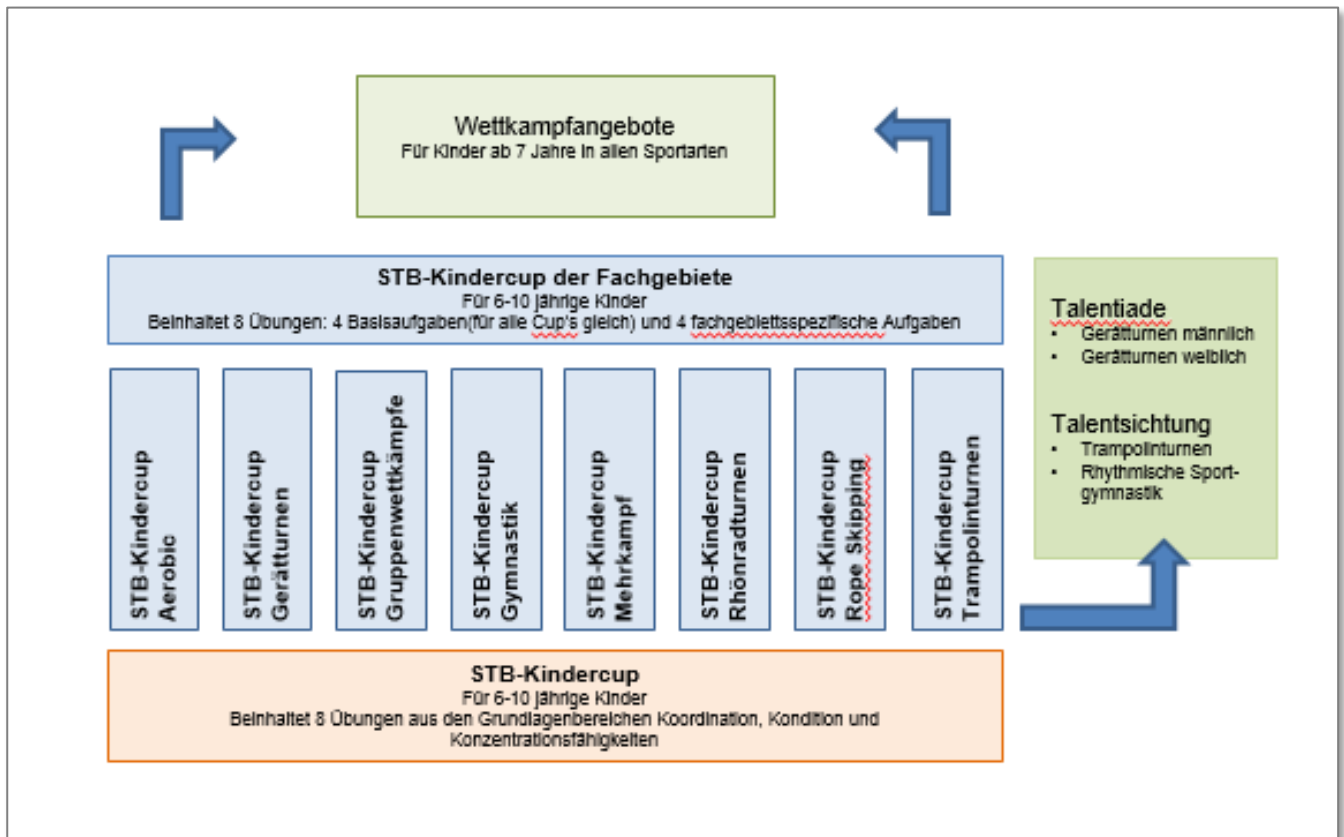 Wettkampfangebote
Für Kinder ab 7 Jahre in allen Sportarten
STB-Kindercup der Fachgebiete
Für 6-10 jährige Kinder
Beinhaltet 8 Übungen: 4 Basisaufgaben(für alle Cup's gleich) und 4 fachgebiettsspezifische Aufgaben
STB-Kindercup
Aerobic
STB-Kindercup
Gerätturnen
STB-Kindercup
Gruppenwettkämpfe
STB-Kindercup
Gymnastik
STB-Kindercup
Mehrkampf
STB-Kindercup
Rhönradturnen
STB-Kindercup
Rope Skipping
STB-Kindercup
Trampolinturnen
Talentiade
• Gerätturnen männlich
• Gerätturnen weiblich
Talentsichtung
• Trampolinturnen
• Rhythmische Sport-
gymnastik
STB-Kindercup
Für 6-10 jährige Kinder
Beinhaltet 8 Übungen aus den Grundlagenbereichen Koordination, Kondition und
Konzentrationsfähigkeiten